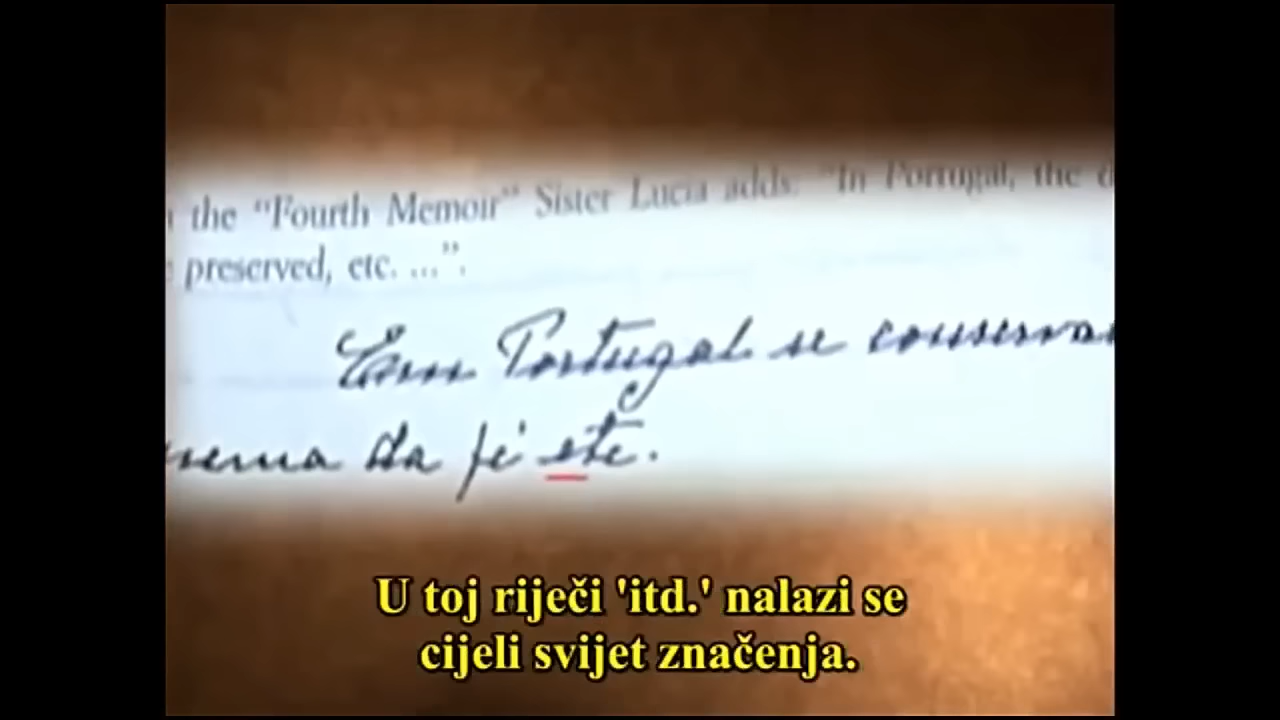 the “Fourth Memoir” Sister Lucia adds: “In Portugal, the
preserved, etc. ...”.
Em Portugal se conserva
da fé etc.
U toj riječi 'itd.' nalazi se
cijeli svijet značenja.